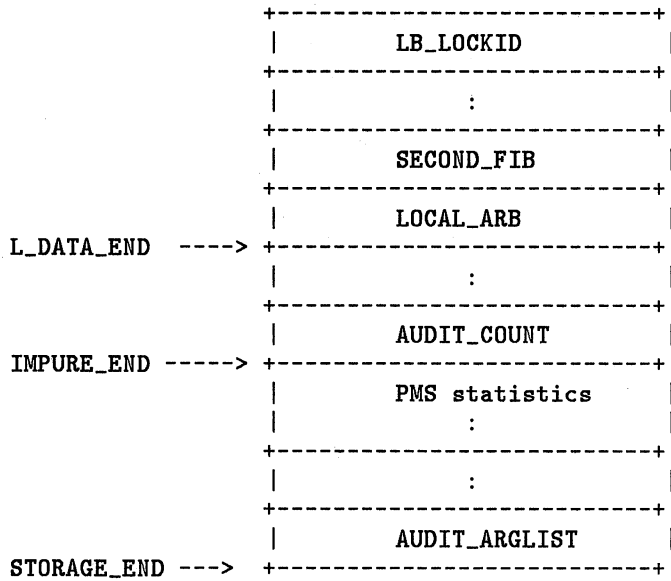 +---------------------------+
| LB_LOCKID |
+---------------------------+
| : |
+---------------------------+
| SECOND_FIB |
+---------------------------+
| LOCAL_ARB |
L_DATA_END ----> +---------------------------+
| : |
+---------------------------+
| AUDIT_COUNT |
IMPURE_END -----> +---------------------------+
| PMS statistics |
| : |
+---------------------------+
| : |
+---------------------------+
| AUDIT_ARGLIST |
STORAGE_END ---> +---------------------------+